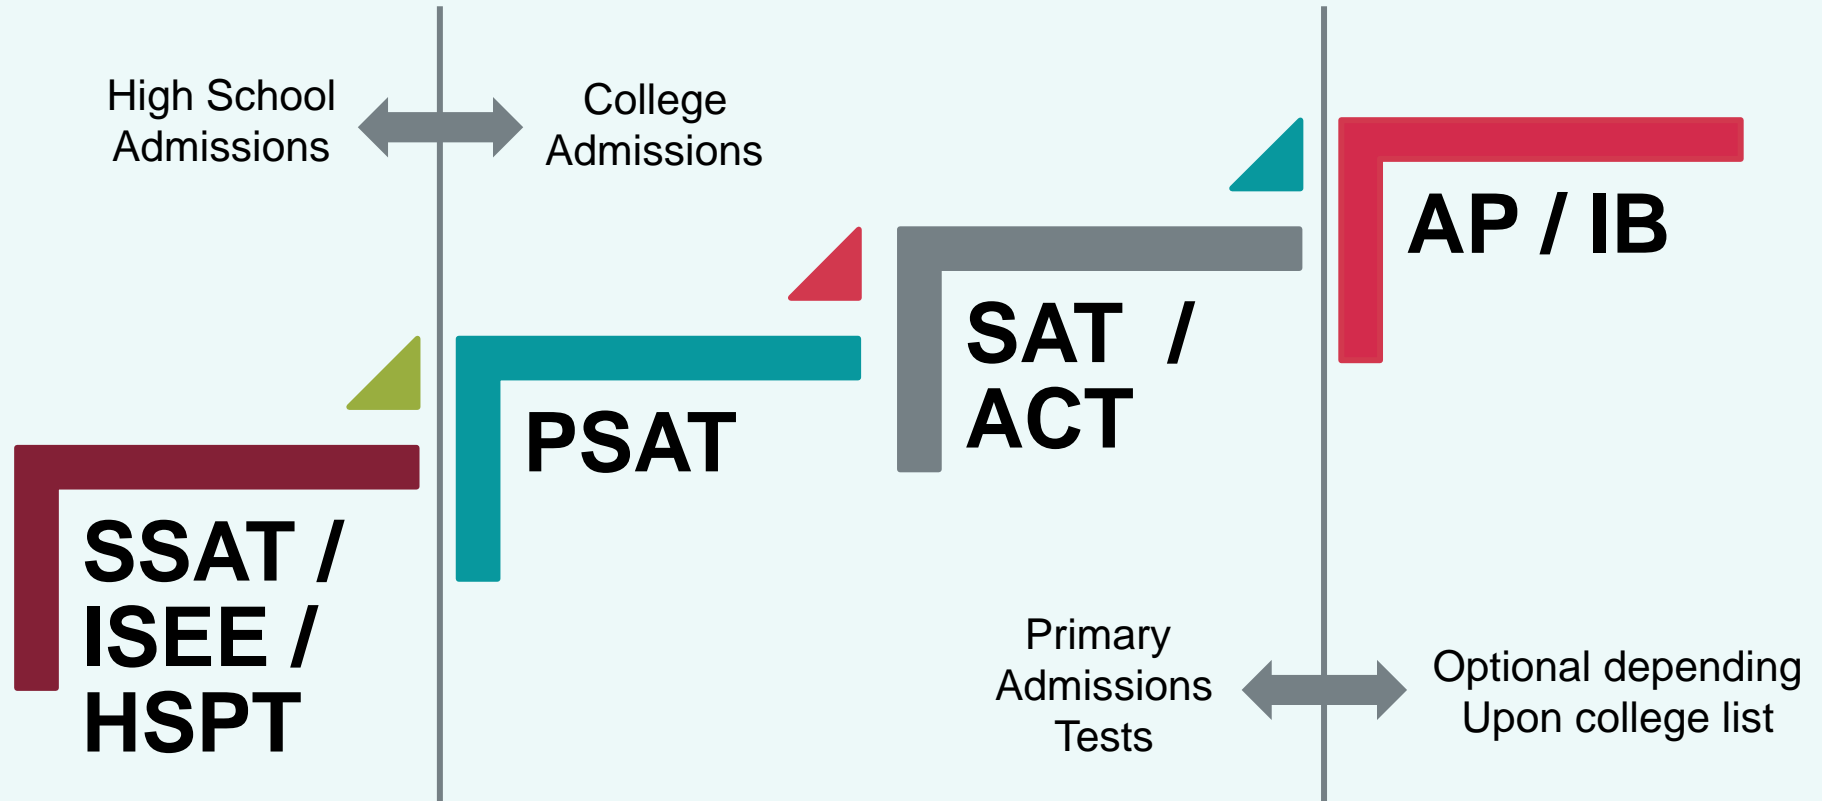 High School
Admissions
College
Admissions
SSAT /
ISEE /
HSPT
PSAT
SAT /
ACT
AP / IB
Primary
Admissions
Tests
Optional depending
Upon college list